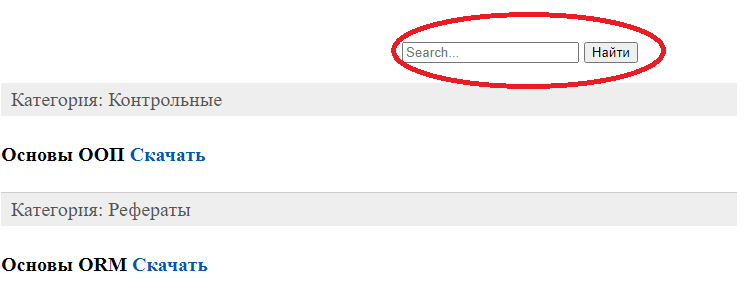 Search... Найти
Категория: Контрольные
Основы ООП Скачать
Категория: Рефераты
Основы ORM Скачать